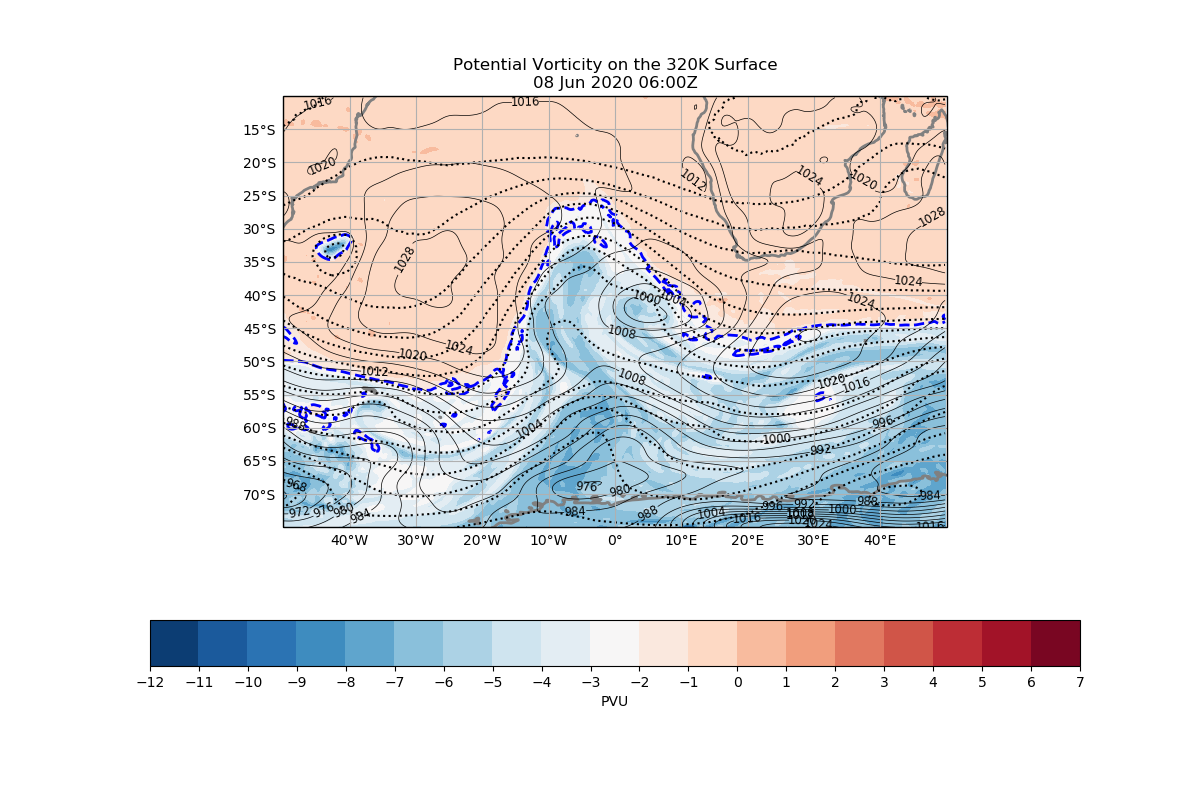 Potential Vorticity on the 320K Surface
08 Jun 2020 06:00Z
1016 1016
15°S
20°S 1020 1012 1024 1020
25°S
30°S 1028
35°S 1028 1024
40°S 1000 1004 1024
45°S 1008
50°S 1020 1024
1012 1008 1020 1016
55°S
60°S 988 1004 1000 996
992
65°S
968 976 980
70°S 988 984
972 976 980 984 984 988 1004 1016 996 992 1000 1024 1016
40°W 30°W 20°W 10°W 0° 10°E 20°E 30°E 40°E
−12 −11 −10 −9 −8 −7 −6 −5 −4 −3 −2 −1 0 1 2 3 4 5 6 7
PVU